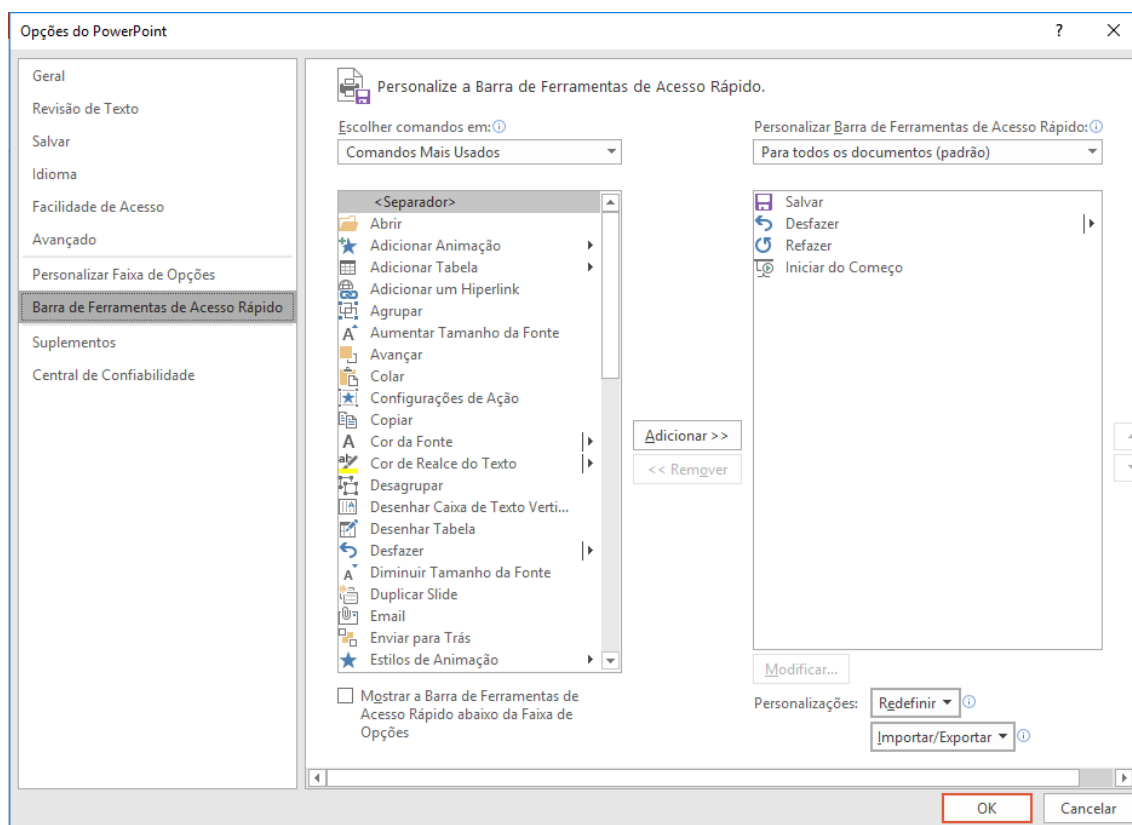 Opções do PowerPoint
?
Geral
Revisão de Texto
Salvar
Idioma
Facilidade de Acesso
Avançado
Personalizar Faixa de Opções
Barra de Ferramentas de Acesso Rápido
Suplementos
Central de Confiabilidade
Personalize a Barra de Ferramentas de Acesso Rápido.
Escolher comandos em:
Comandos Mais Usados
<Separador>
Abrir
Adicionar Animação
Adicionar Tabela
Adicionar um Hiperlink
Agrupar
Aumentar Tamanho da Fonte
Avançar
Colar
Configurações de Ação
Copiar
Cor da Fonte
Cor de Realce do Texto
Desagrupar
Desenhar Caixa de Texto Verti...
Desenhar Tabela
Desfazer
Diminuir Tamanho da Fonte
Duplicar Slide
Email
Enviar para Trás
Estilos de Animação
Mostrar a Barra de Ferramentas de
Acesso Rápido abaixo da Faixa de
Opções
Adicionar >>
<< Remover
Personalizar Barra de Ferramentas de Acesso Rápido:
Para todos os documentos (padrão)
Salvar
Desfazer
Refazer
Iniciar do Começo
Modificar...
Personalizações:
Redefinir
Importar/Exportar
OK
Cancelar